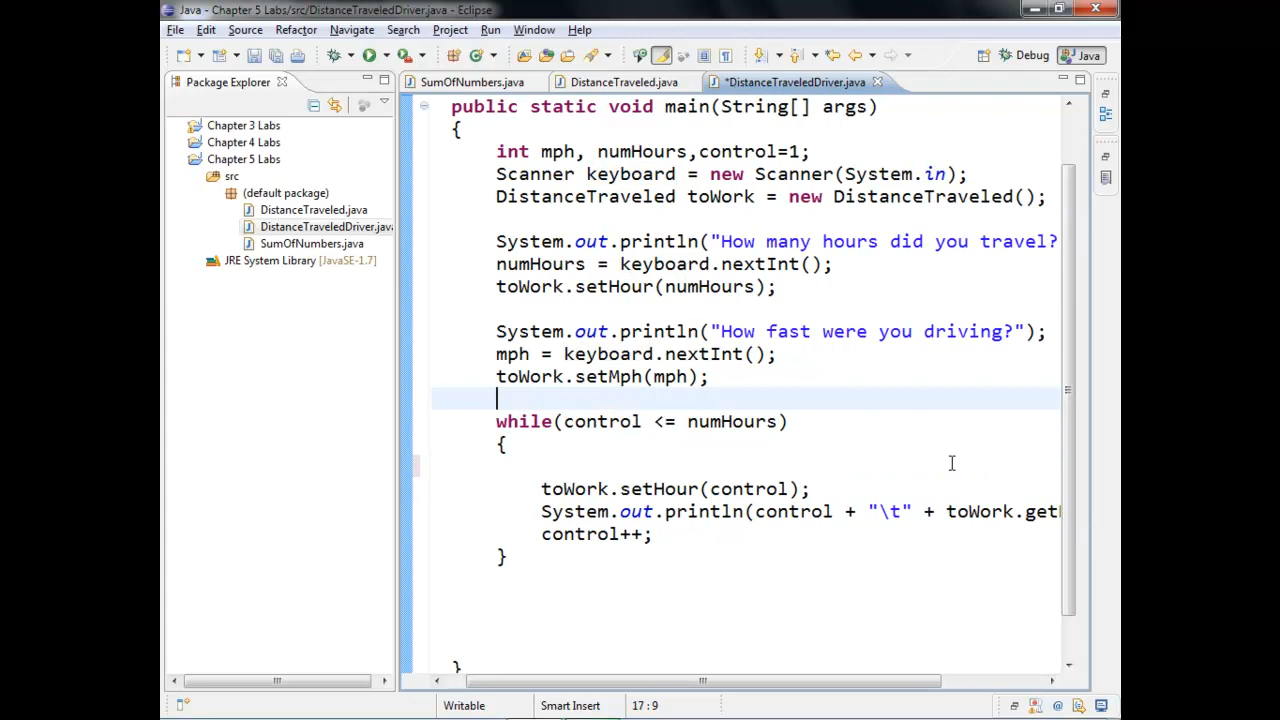 Java - Chapter 5 Labs/src/DistanceTraveledDriver.java - Eclipse
File Edit Source Refactor Navigate Search Project Run Window Help
Debug Java
Package Explorer
SumOfNumbers.java DistanceTraveled.java *DistanceTraveledDriver.java
Chapter 3 Labs
Chapter 4 Labs
Chapter 5 Labs
src
(default package)
DistanceTraveled.java
DistanceTraveledDriver.java
SumOfNumbers.java
JRE System Library [JavaSE-1.7]
public static void main(String[] args)
{
int mph, numHours,control=1;
Scanner keyboard = new Scanner(System.in);
DistanceTraveled toWork = new DistanceTraveled();
System.out.println("How many hours did you travel?
numHours = keyboard.nextInt();
toWork.setHour(numHours);
System.out.println("How fast were you driving?");
mph = keyboard.nextInt();
toWork.setMph(mph);
while(control <= numHours)
{
toWork.setHour(control);
System.out.println(control + "\t" + toWork.get
control++;
}
}
Writable Smart Insert 17 : 9